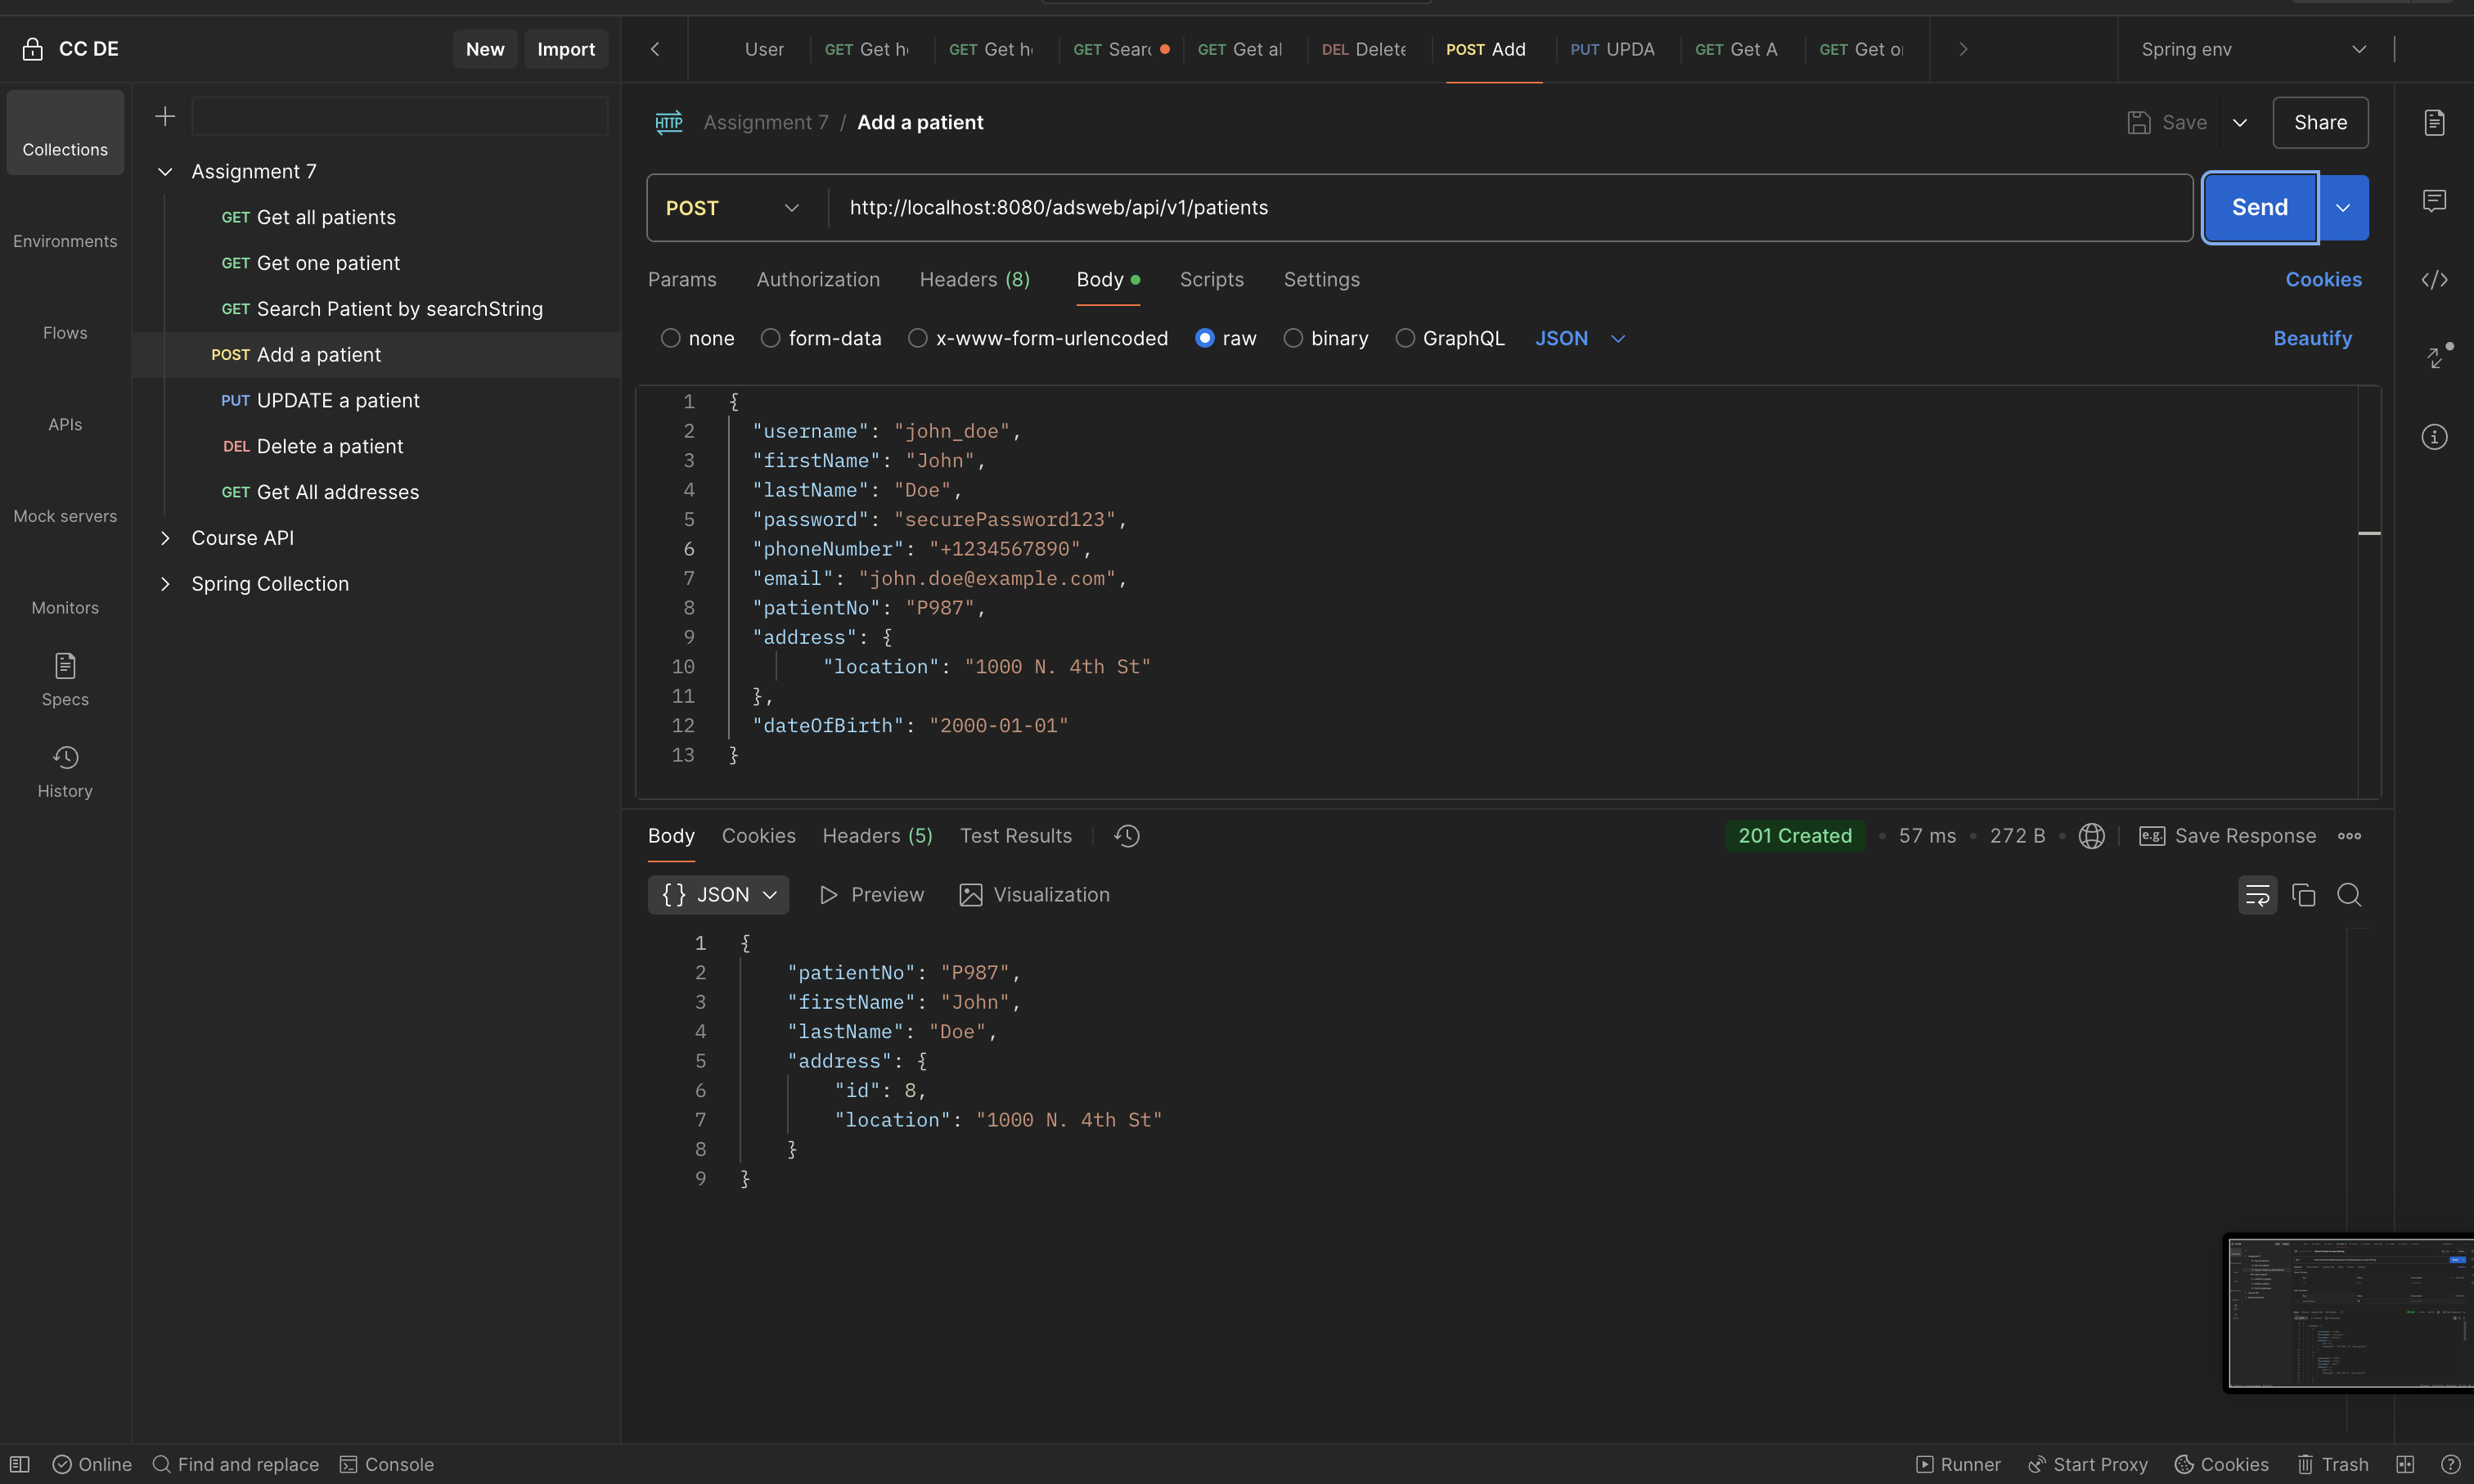 CC DE
New
Import
User
GET Get h
GET Get h
GET Searc
GET Get al
DEL Delete
POST Add
PUT UPDA
GET Get A
GET Get o
Spring env
Collections
Environments
Flows
APIs
Mock servers
Monitors
Specs
History
Assignment 7
GET Get all patients
GET Get one patient
GET Search Patient by searchString
POST Add a patient
PUT UPDATE a patient
DEL Delete a patient
GET Get All addresses
Course API
Spring Collection
HTTP Assignment 7 / Add a patient
Save
Share
POST http://localhost:8080/adsweb/api/v1/patients
Send
Params Authorization Headers (8) Body Scripts Settings
Cookies
none form-data x-www-form-urlencoded raw binary GraphQL JSON
Beautify
1 {
2 "username": "john_doe",
3 "firstName": "John",
4 "lastName": "Doe",
5 "password": "securePassword123",
6 "phoneNumber": "+1234567890",
7 "email": "john.doe@example.com",
8 "patientNo": "P987",
9 "address": {
10 "location": "1000 N. 4th St"
11 },
12 "dateOfBirth": "2000-01-01"
13 }
Body Cookies Headers (5) Test Results
201 Created • 57 ms • 272 B • e.g. Save Response
{} JSON Preview Visualization
1 {
2 "patientNo": "P987",
3 "firstName": "John",
4 "lastName": "Doe",
5 "address": {
6 "id": 8,
7 "location": "1000 N. 4th St"
8 }
9 }
Online Find and replace Console
Runner Start Proxy Cookies Trash